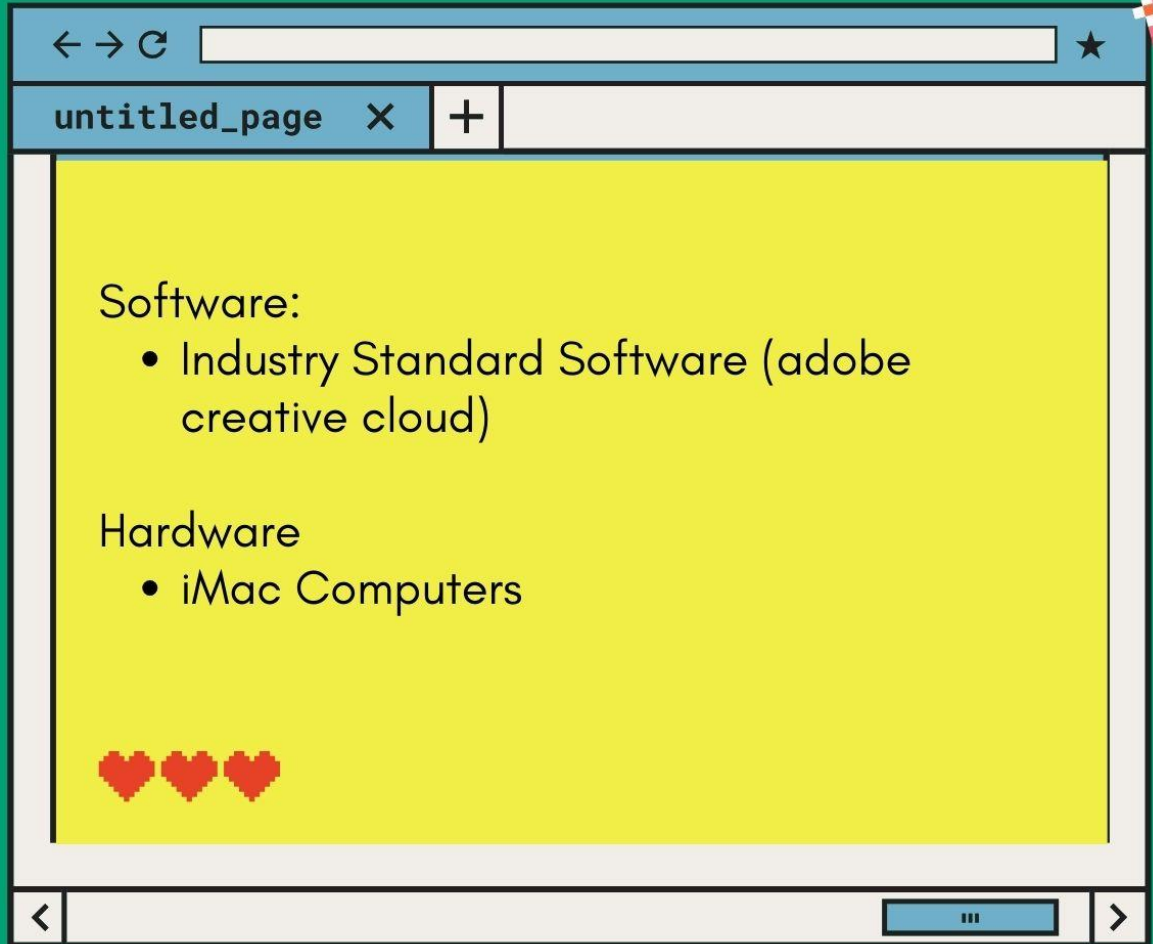 untitled_page
Software:
• Industry Standard Software (adobe
creative cloud)
Hardware
• iMac Computers